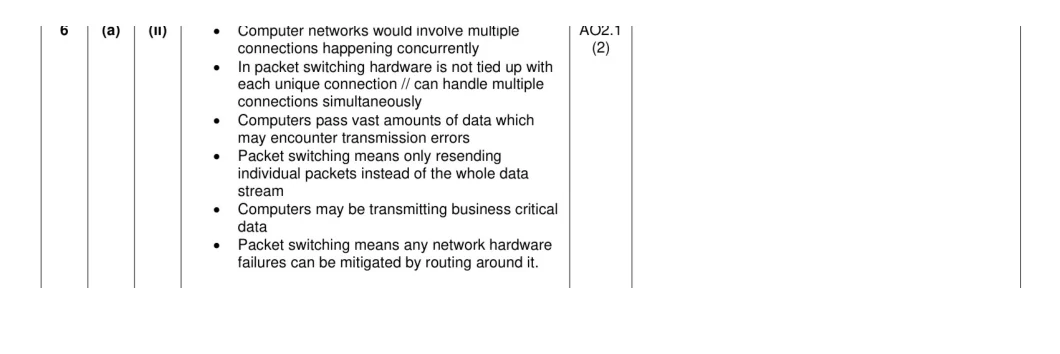 6 (a) (ii) • Computer networks would involve multiple AO2.1
connections happening concurrently (2)
• In packet switching hardware is not tied up with
each unique connection // can handle multiple
connections simultaneously
• Computers pass vast amounts of data which
may encounter transmission errors
• Packet switching means only resending
individual packets instead of the whole data
stream
• Computers may be transmitting business critical
data
• Packet switching means any network hardware
failures can be mitigated by routing around it.